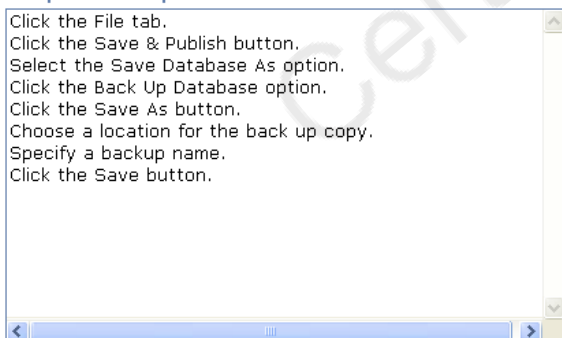 Click the File tab.
Click the Save & Publish button.
Select the Save Database As option.
Click the Back Up Database option.
Click the Save As button.
Choose a location for the back up copy.
Specify a backup name.
Click the Save button.